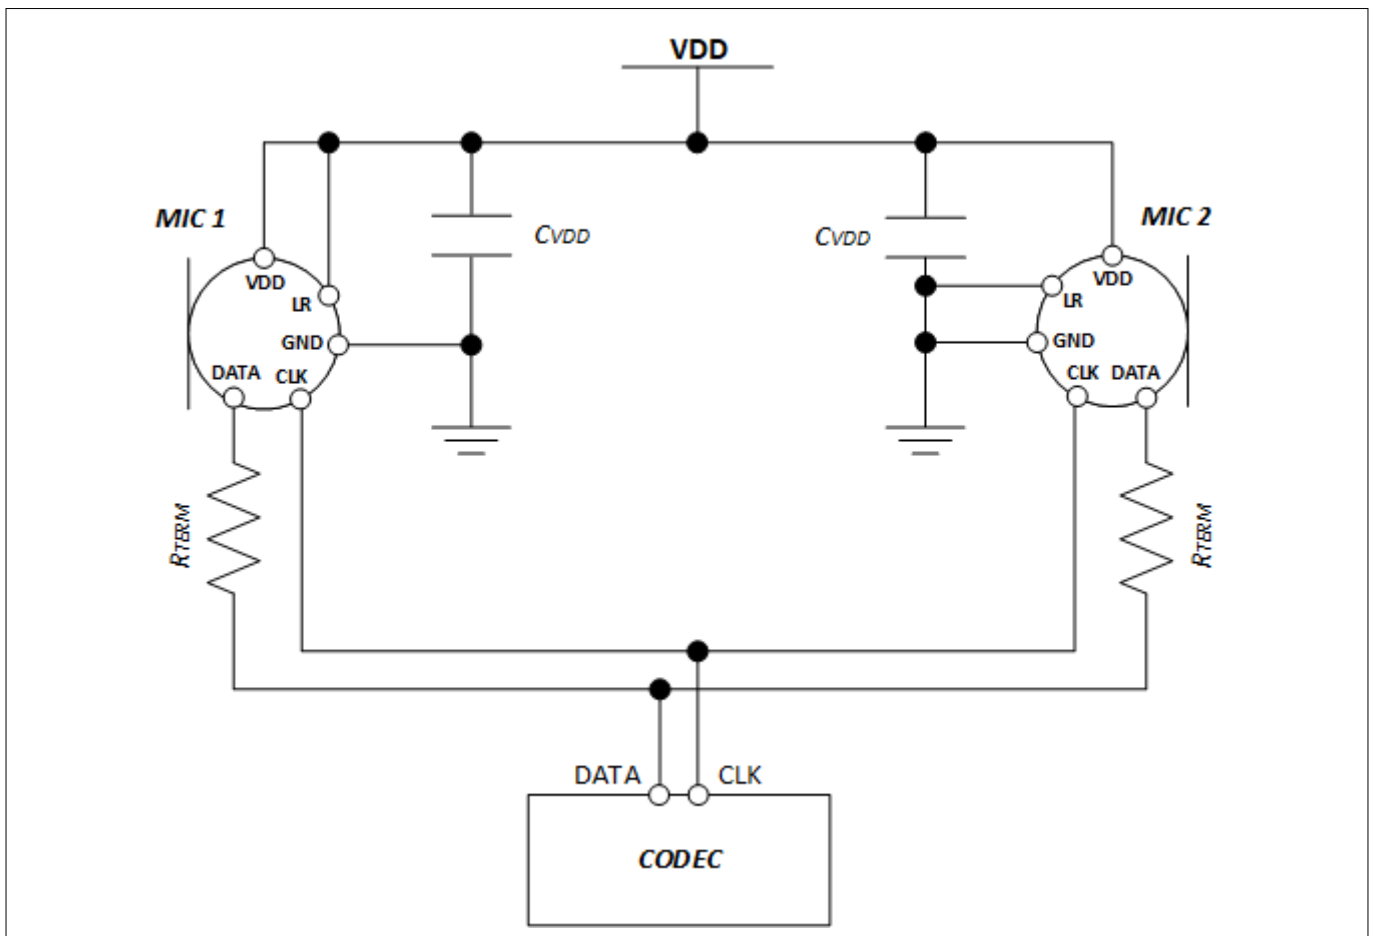 VDD
MIC 1
MIC 2
CVDD
CVDD
VDD
LR
GND
DATA
CLK
VDD
LR
GND
CLK
DATA
RTERM
RTERM
DATA
CLK
CODEC